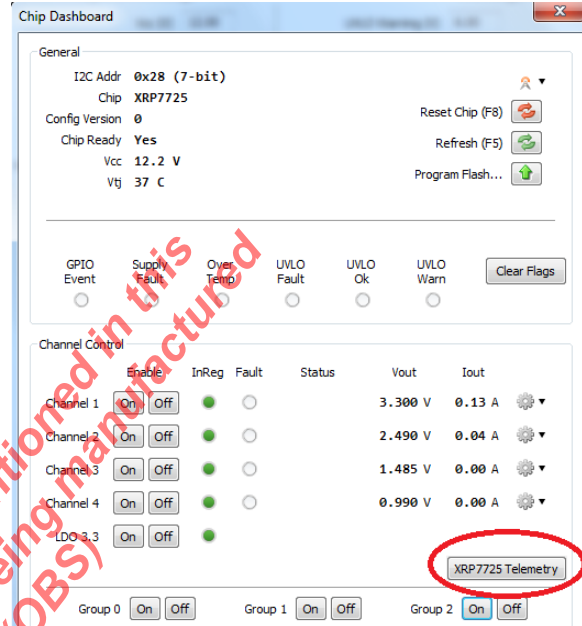 Chip Dashboard
General
I2C Addr 0x28 (7-bit)
Chip XRP7725
Config Version 0
Chip Ready Yes
Vcc 12.2 V
Vtj 37 C
Reset Chip (F8)
Refresh (F5)
Program Flash...
GPIO Event Supply Fault Over Temp UVLO Fault UVLO Ok UVLO Warn Clear Flags
Channel Control
Enable InReg Fault Status Vout Iout
Channel 1 On Off 3.300 V 0.13 A
Channel 2 On Off 2.490 V 0.04 A
Channel 3 On Off 1.485 V 0.00 A
Channel 4 On Off 0.990 V 0.00 A
LDO 3.3 On Off
XRP7725 Telemetry
Group 0 On Off Group 1 On Off Group 2 On Off
tioned in this
eing manufactured
OBS)